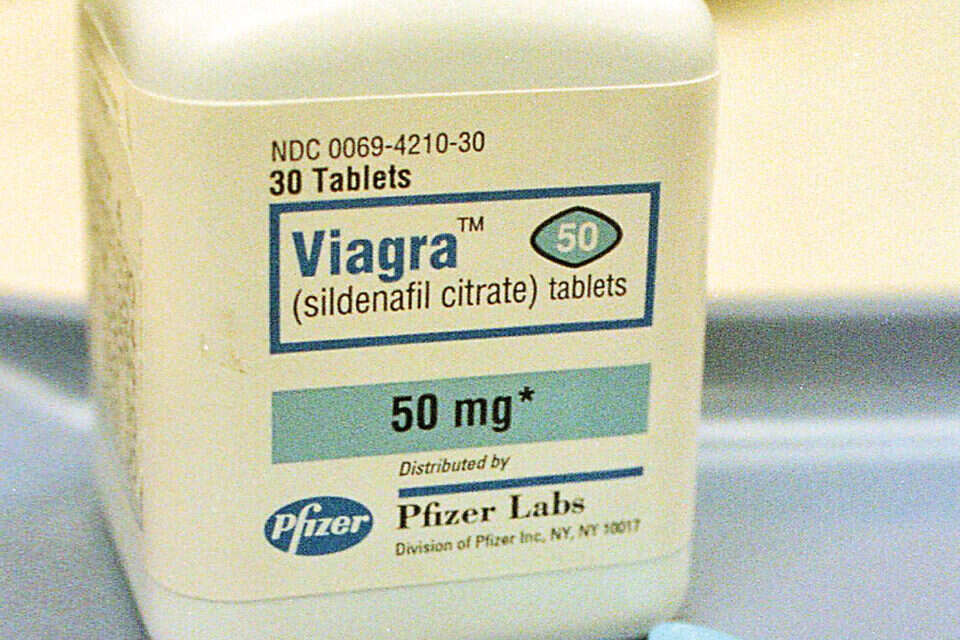 NDC 0069-4210-30
30 Tablets
Viagra™ 50
(sildenafil citrate) tablets
50 mg*
Distributed by
Pfizer Pfizer Labs
Division of Pfizer Inc, NY, NY 10017